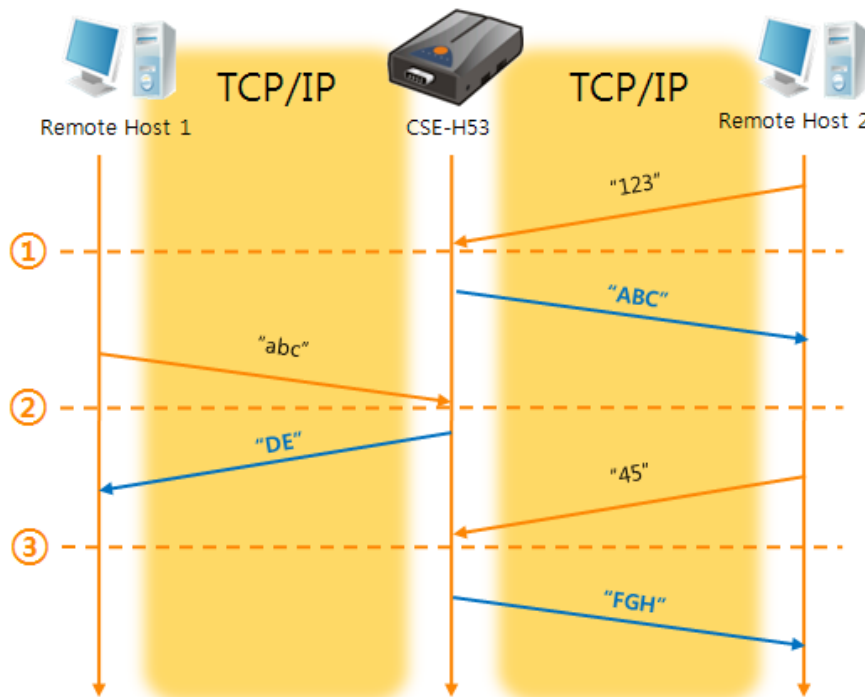 TCP/IP
TCP/IP
Remote Host 1
CSE-H53
Remote Host 2
"123"
①
"ABC"
"abc"
②
"DE"
"45"
③
"FGH"